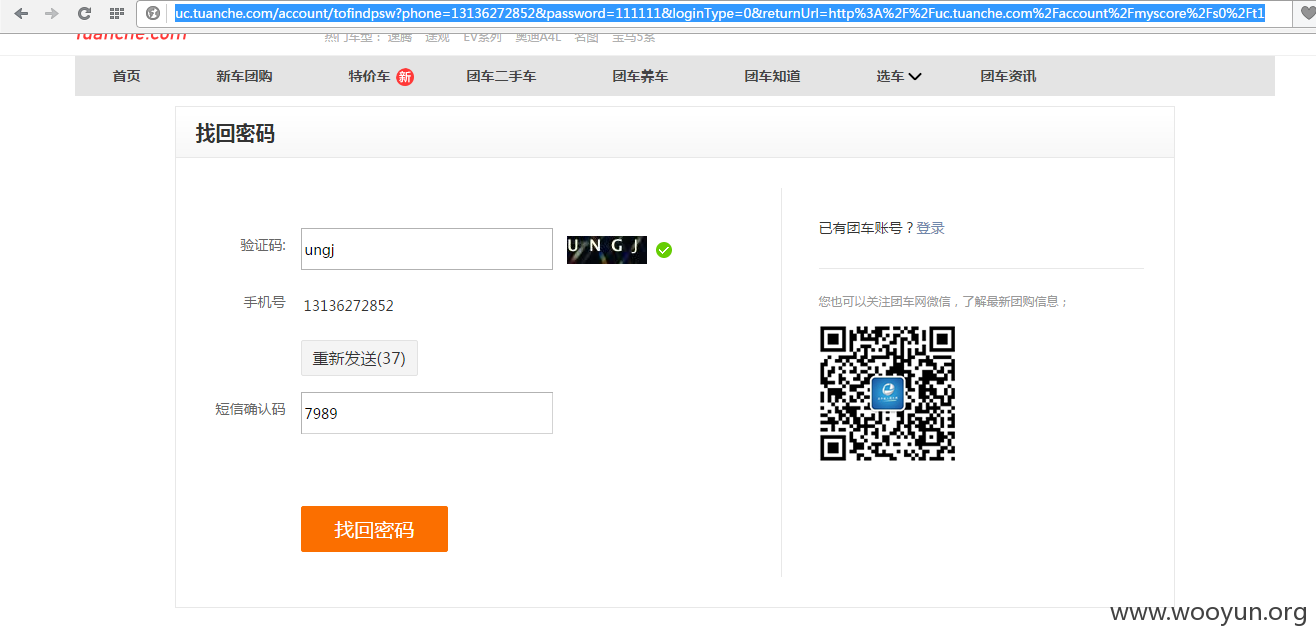 uc.tuanche.com/account/tofindpsw?phone=13136272852&password=111111&loginType=0&returnUrl=http%3A%2F%2Fuc.tuanche.com%2Faccount%2Fmyscore%2Fs0%2Ft1
Tuanche.com 热门车型： 速腾 途观 EV系列 奥迪A4L 名图 宝马5系
首页 新车团购 特价车 新 团车二手车 团车养车 团车知道 选车 团车资讯
找回密码
验证码: ungj UNGJ
手机号 13136272852
重新发送(37)
短信确认码 7989
找回密码
已有团车账号？登录
您也可以关注团车网微信，了解最新团购信息；
www.wooyun.org